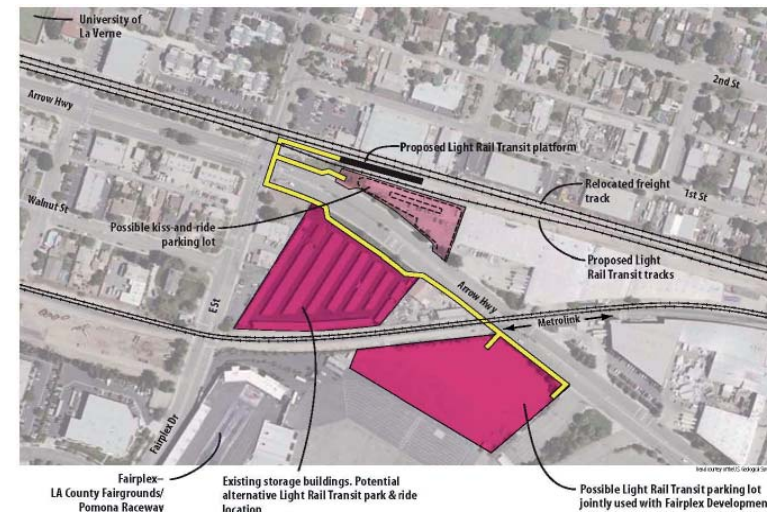 University of
La Verne
2nd St
Arrow Hwy
Proposed Light Rail Transit platform
Relocated freight
track
1st St
Walnut St
Possible kiss-and-ride
parking lot
Proposed Light
Rail Transit tracks
E St
Arrow Hwy
Metrolink
Fairplex Dr
Fairplex–
LA County Fairgrounds/
Pomona Raceway
Existing storage buildings. Potential
alternative Light Rail Transit park & ride
location
Possible Light Rail Transit parking lot
jointly used with Fairplex Developmen